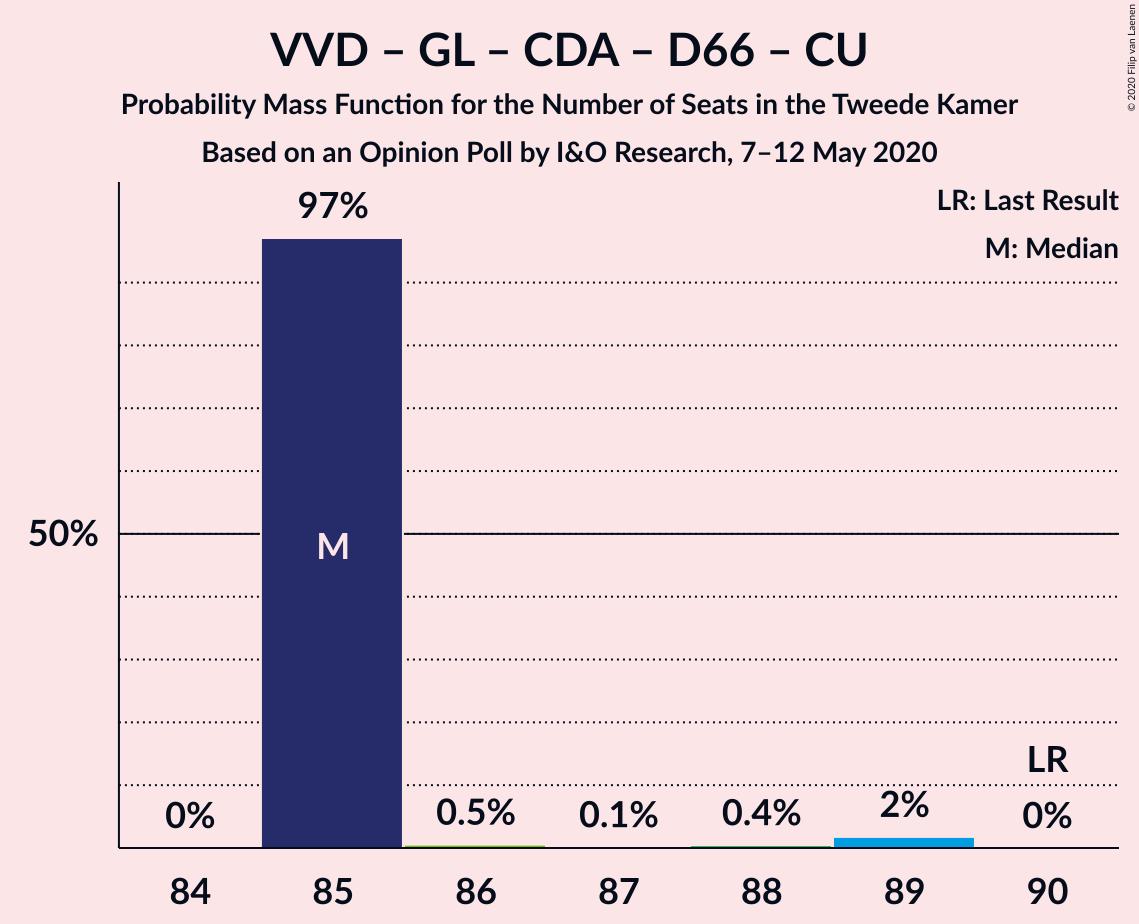 VVD – GL – CDA – D66 – CU
Probability Mass Function for the Number of Seats in the Tweede Kamer
Based on an Opinion Poll by I&O Research, 7–12 May 2020
© 2020 Filip van Laenen
LR: Last Result
M: Median
97%
50%
M
LR
0%
0.5%
0.1%
0.4%
2%
0%
84 85 86 87 88 89 90